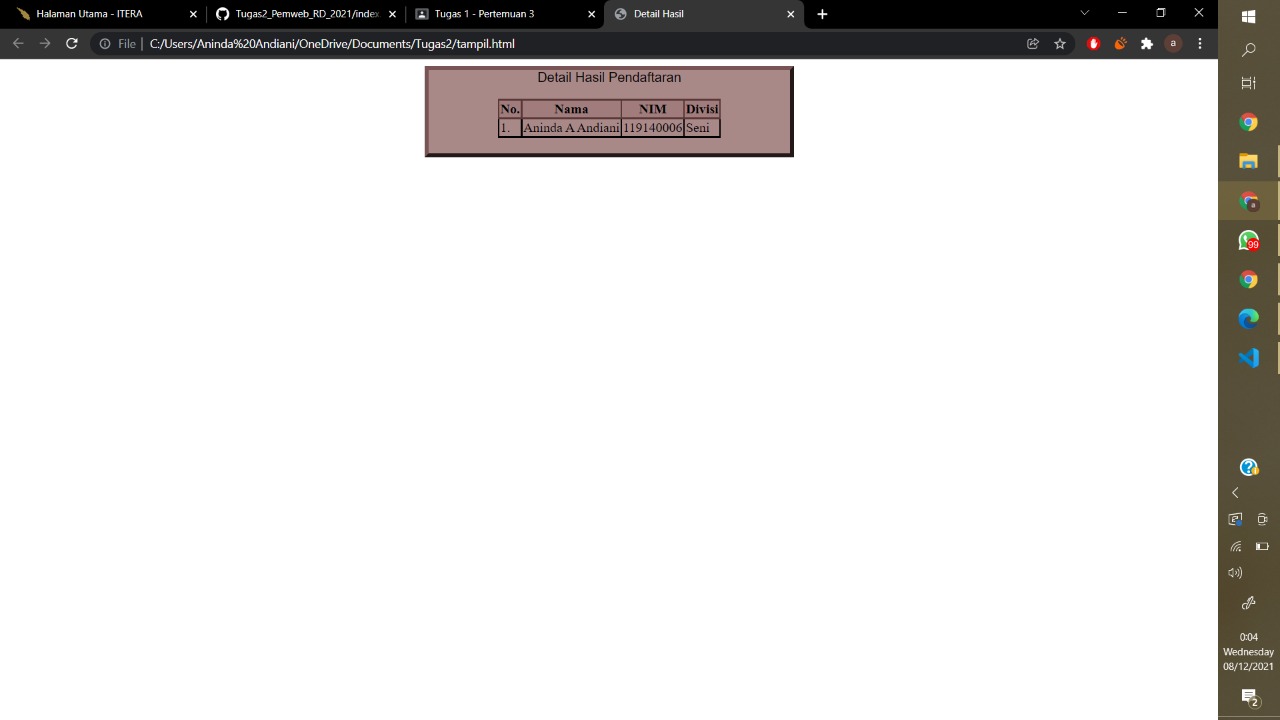 Halaman Utama - ITERA
Tugas2_Pemweb_RD_2021/index.
Tugas 1 - Pertemuan 3
Detail Hasil
File | C:/Users/Aninda%20Andiani/OneDrive/Documents/Tugas2/tampil.html
a
Detail Hasil Pendaftaran
No. Nama NIM Divisi
1. Aninda A Andiani 119140006 Seni
a
99
0:04
Wednesday
08/12/2021
2